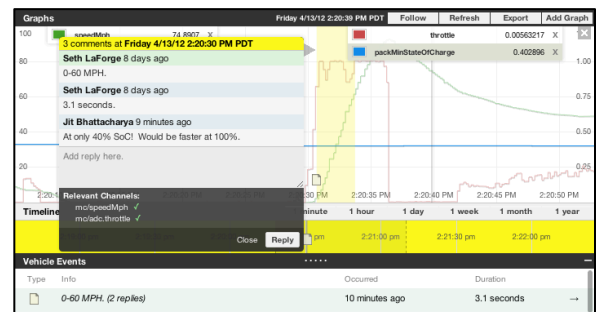 Graphs Friday 4/13/12 2:20:39 PM PDT Follow Refresh Export Add Graph
100 speedMph 74.8907 X throttle 0.00563217 X
3 comments at Friday 4/13/12 2:20:30 PM PDT
packMinStateOfCharge 0.402896 X
Seth LaForge 8 days ago
80 1.00
0-60 MPH.
Seth LaForge 8 days ago
3.1 seconds.
60 0.75
Jit Bhattacharya 9 minutes ago
At only 40% SoC! Would be faster at 100%.
40 0.50
Add reply here.
20 0.25
Relevant Channels:
2:20:30 PM 2:20:35 PM 2:20:40 PM 2:20:45 PM 2:20:50 PM
mc/speedMph ✓
mc/adc.throttle ✓
Timeline minute 1 hour 1 day 1 week 1 month 1 year
Close Reply pm 2:21:00 pm 2:21:30 pm 2:22:00 pm
Vehicle Events
Type Info Occurred Duration
0-60 MPH. (2 replies) 10 minutes ago 3.1 seconds →